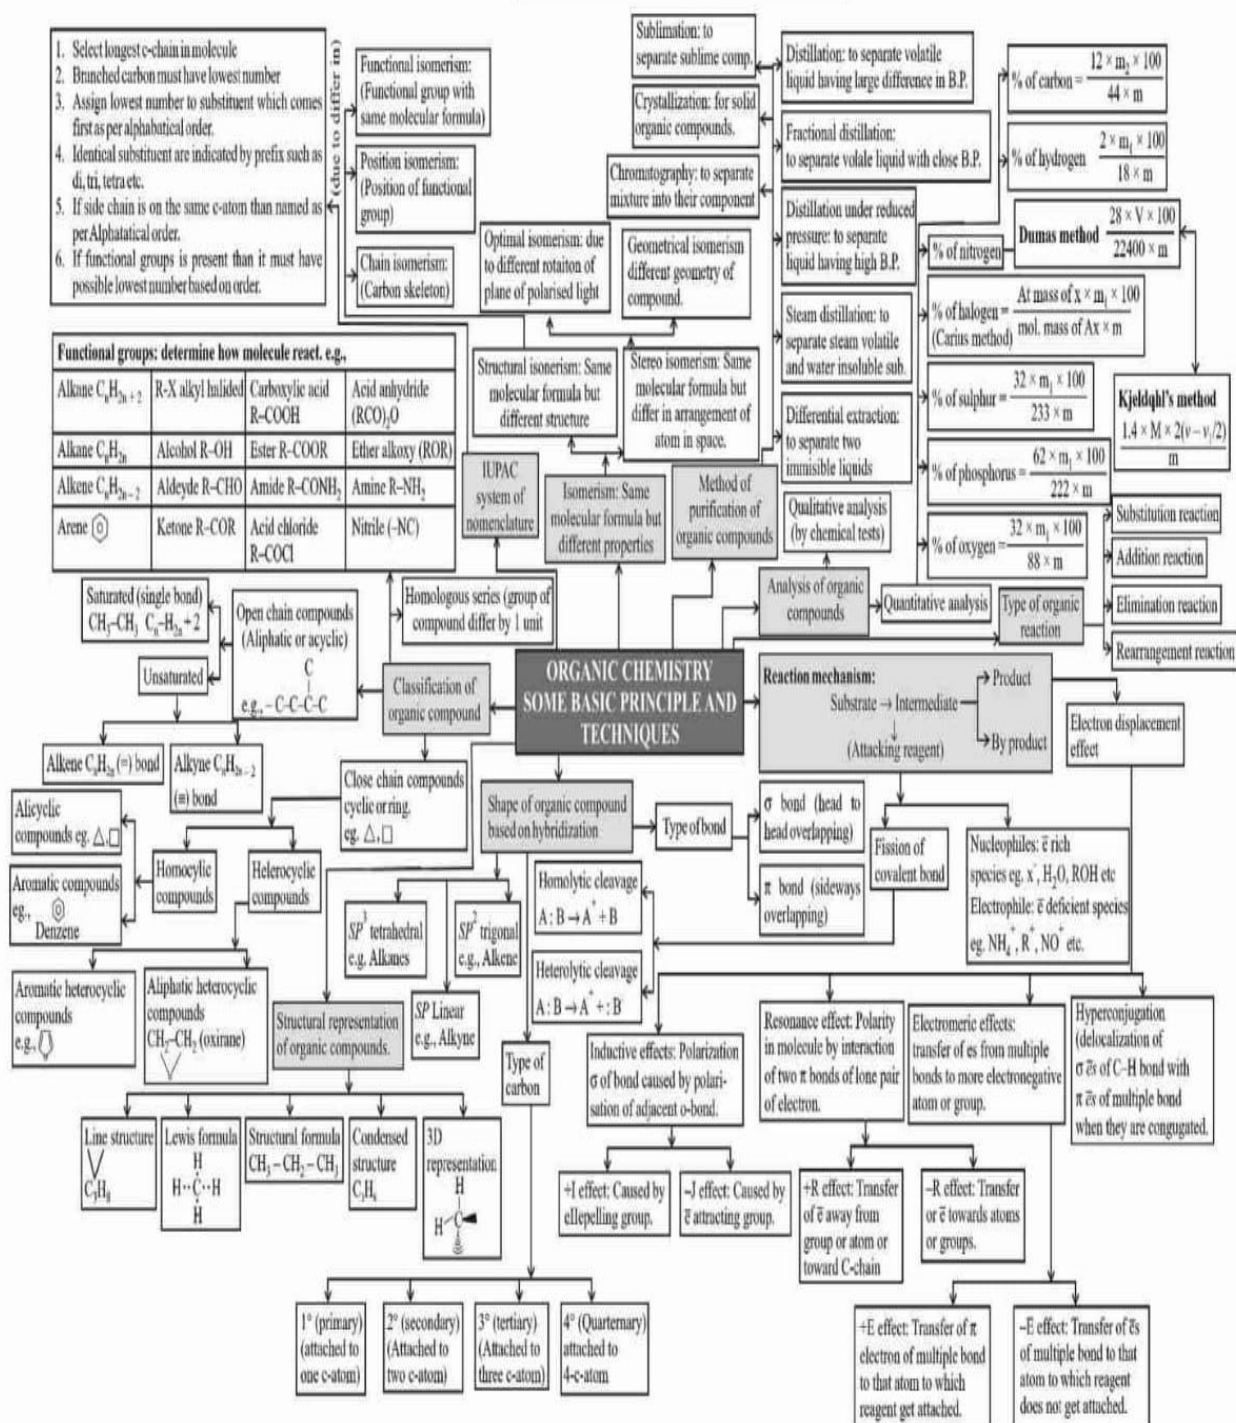 1. Select longest c-chain in molecule
2. Branched carbon must have lowest number
3. Assign lowest number to substituent which comes
first as per alphabatical order.
4. Identical substituent are indicated by prefix such as
di, tri, tetra etc.
5. If side chain is on the same c-atom than named as
per Alphatatical order.
6. If functional groups is present than it must have
possible lowest number based on order.
(due to differ in)
Functional isomerism:
(Functional group with
same molecular formula)
Position isomerism:
(Position of functional
group)
Chain isomerism:
(Carbon skeleton)
Sublimation: to
separate sublime comp.
Crystallization: for solid
organic compounds.
Chromatography: to separate
mixture into their component
Optimal isomerism: due
to different rotaiton of
plane of polarised light
Geometrical isomerism
different geometry of
compound.
Structural isonerism: Same
molecular formula but
different structure
Stereo isomerism: Same
molecular formula but
differ in arrangement of
atom in space.
Distillation: to separate volatile
liquid having large difference in B.P.
Fractional distillation:
to separate volale liquid with close B.P.
Distillation under reduced
pressure: to separate
liquid having high B.P.
Steam distillation: to
separate steam volatile
and water insoluble sub.
Differential extraction:
to separate two
immisible liquids
% of carbon = 12 × m₂ × 100 / 44 × m
% of hydrogen 2 × m₁ × 100 / 18 × m
% of nitrogen
Dumas method 28 × V × 100 / 22400 × m
% of halogen = At mass of x × m₁ × 100 / mol. mass of Ax × m
(Carius method)
% of sulphur = 32 × m₁ × 100 / 233 × m
Kjeldqhl's method
1.4 × M × 2(v – v₁/2) / m
% of phosphorus = 62 × m₁ × 100 / 222 × m
% of oxygen = 32 × m₁ × 100 / 88 × m
Functional groups: determine how molecule react. e.g.,
Alkane CₙH₂ₙ₊₂ R-X alkyl halided Carboxylic acid R–COOH Acid anhydride (RCO)₂O
Alkane CₙH₂ₙ Alcohol R–OH Ester R–COOR Ether alkoxy (ROR)
Alkene CₙH₂ₙ₋₂ Aldeyde R–CHO Amide R–CONH₂ Amine R–NH₂
Arene Ketone R–COR Acid chloride R–COCl Nitrile (–NC)
IUPAC
system of
nomenclature
Isomerism: Same
molecular formula but
different properties
Method of
purification of
organic compounds
Qualitative analysis
(by chemical tests)
Analysis of organic
compounds
Quantitative analysis
Type of organic
reaction
Substitution reaction
Addition reaction
Elimination reaction
Rearrangement reaction
Homologous series (group of
compound differ by 1 unit
Saturated (single bond)
CH₃–CH₃ Cₙ–H₂ₙ+2
Unsaturated
Open chain compounds
(Aliphatic or acyclic)
C
e.g., – C–C–C–C
Classification of
organic compound
ORGANIC CHEMISTRY
SOME BASIC PRINCIPLE AND
TECHNIQUES
Reaction mechanism:
Substrate → Intermediate
Product
(Attacking reagent)
By product
Electron displacement
effect
Alkene CₙH₂ₙ (=) bond
Alkyne CₙH₂ₙ₋₂
(≡) bond
Close chain compounds
cyclic or ring.
eg. △, □
Alicyclic
compounds eg. △, □
Aromatic compounds
eg.,
Denzene
Homocylic
compounds
Helerocyclic
compounds
Shape of organic compound
based on hybridization
Type of bond
σ bond (head to
head overlapping)
π bond (sideways
overlapping)
Fission of
covalent bond
Nucleophiles: ē rich
species eg. x⁻, H₂O, ROH etc
Electrophile: ē deficient species
eg. NH₄⁺, R⁺, NO⁺ etc.
Homolytic cleavage
A : B → A⁺ + B
Heterolytic cleavage
A : B → A⁺ + : B
SP³ tetrahedral
e.g. Alkanes
SP² trigonal
e.g., Alkene
SP Linear
e.g., Alkyne
Aromatic heterocyclic
compounds
e.g.,
Aliphatic heterocyclic
compounds
CH₂–CH₂ (oxirane)
Structural representation
of organic compounds.
Type of
carbon
Inductive effects: Polarization
σ of bond caused by polari-
sation of adjacent o-bond.
Resonance effect: Polarity
in molecule by interaction
of two π bonds of lone pair
of electron.
Electromeric effects:
transfer of es from multiple
bonds to more electronegative
atom or group.
Hyperconjugation
(delocalization of
σ ēs of C–H bond with
π ēs of multiple bond
when they are congugated.
Line structure
C₃H₈
Lewis formula
H
H··C··H
H
Structural formula
CH₃ – CH₂ – CH₃
Condensed
structure
C₃H₆
3D
representation
H
H C
+I effect: Caused by
ellepelling group.
–J effect: Caused by
ē attracting group.
+R effect: Transfer
of ē away from
group or atom or
toward C-chain
–R effect: Transfer
or ē towards atoms
or groups.
1° (primary)
(attached to
one c-atom)
2° (secondary)
(Attached to
two c-atom)
3° (tertiary)
(Attached to
three c-atom)
4° (Quarternary)
attached to
4-c-atom
+E effect: Transfer of π
electron of multiple bond
to that atom to which
reagent get attached.
–E effect: Transfer of ēs
of multiple bond to that
atom to which reagent
does not get attached.